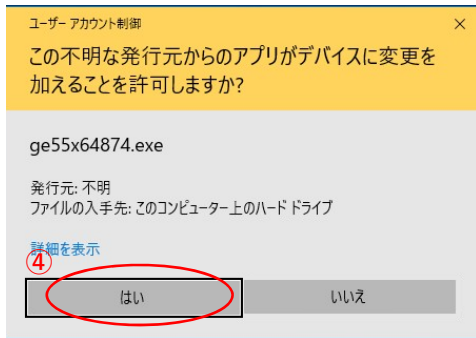 ユーザー アカウント制御
この不明な発行元からのアプリがデバイスに変更を
加えることを許可しますか?
ge55x64874.exe
発行元: 不明
ファイルの入手先: このコンピューター上のハード ドライブ
詳細を表示
④
はい
いいえ